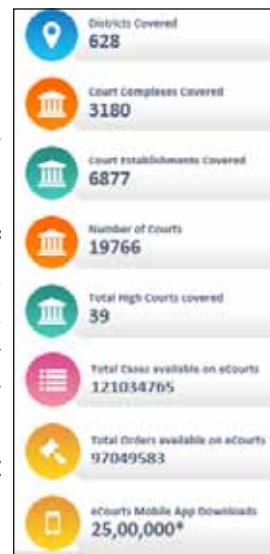 Districts Covered
628
Court Complexes Covered
3180
Court Establishments Covered
6877
Number of Courts
19766
Total High Courts covered
39
Total Cases available on eCourts
121034765
Total Orders available on eCourts
97049583
eCourts Mobile App Downloads
25,00,000*